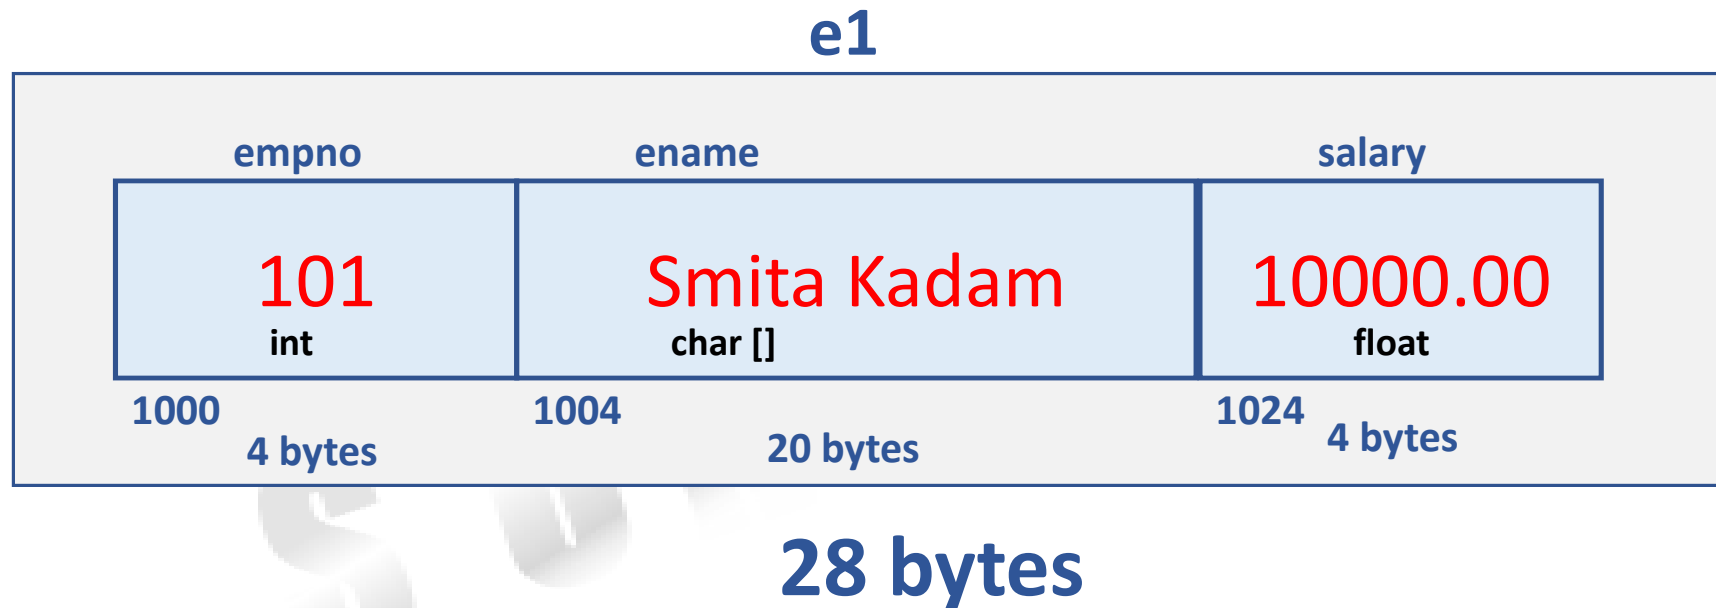 e1
empno ename salary
101 Smita Kadam 10000.00
int char [] float
1000 1004 1024
4 bytes 20 bytes 4 bytes
28 bytes